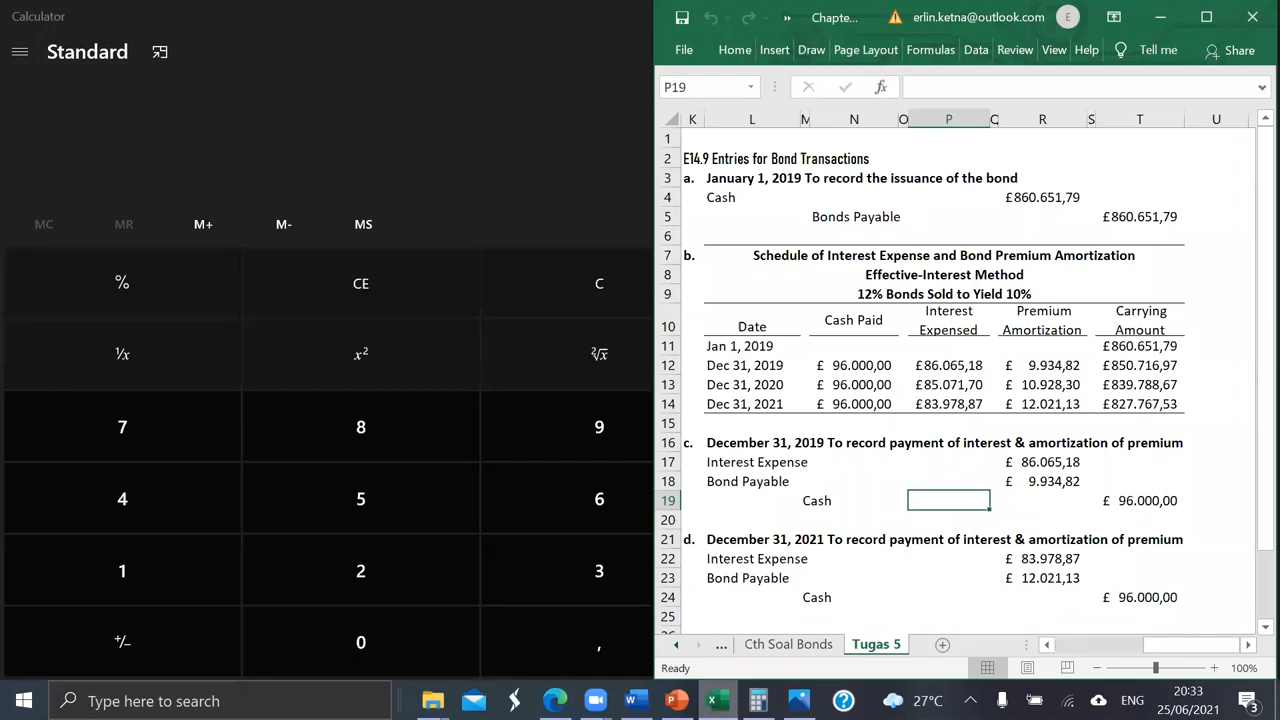 Calculator
Standard
MC MR M+ M- MS
% CE C
¹/x x² ²√x
7 8 9
4 5 6
1 2 3
+/− 0 ,
Chapte... erlin.ketna@outlook.com E
File Home Insert Draw Page Layout Formulas Data Review View Help Tell me Share
P19 fx
K L M N O P Q R S T U
1
2 E14.9 Entries for Bond Transactions
3 a. January 1, 2019 To record the issuance of the bond
4 Cash £860.651,79
5 Bonds Payable £860.651,79
6
7 b. Schedule of Interest Expense and Bond Premium Amortization
8 Effective-Interest Method
9 12% Bonds Sold to Yield 10%
10 Date Cash Paid Interest Expensed Premium Amortization Carrying Amount
11 Jan 1, 2019 £860.651,79
12 Dec 31, 2019 £ 96.000,00 £86.065,18 £ 9.934,82 £850.716,97
13 Dec 31, 2020 £ 96.000,00 £85.071,70 £ 10.928,30 £839.788,67
14 Dec 31, 2021 £ 96.000,00 £83.978,87 £ 12.021,13 £827.767,53
15
16 c. December 31, 2019 To record payment of interest & amortization of premium
17 Interest Expense £ 86.065,18
18 Bond Payable £ 9.934,82
19 Cash £ 96.000,00
20
21 d. December 31, 2021 To record payment of interest & amortization of premium
22 Interest Expense £ 83.978,87
23 Bond Payable £ 12.021,13
24 Cash £ 96.000,00
25
... Cth Soal Bonds Tugas 5
Ready 100%
Type here to search 27°C ENG 20:33 25/06/2021 3